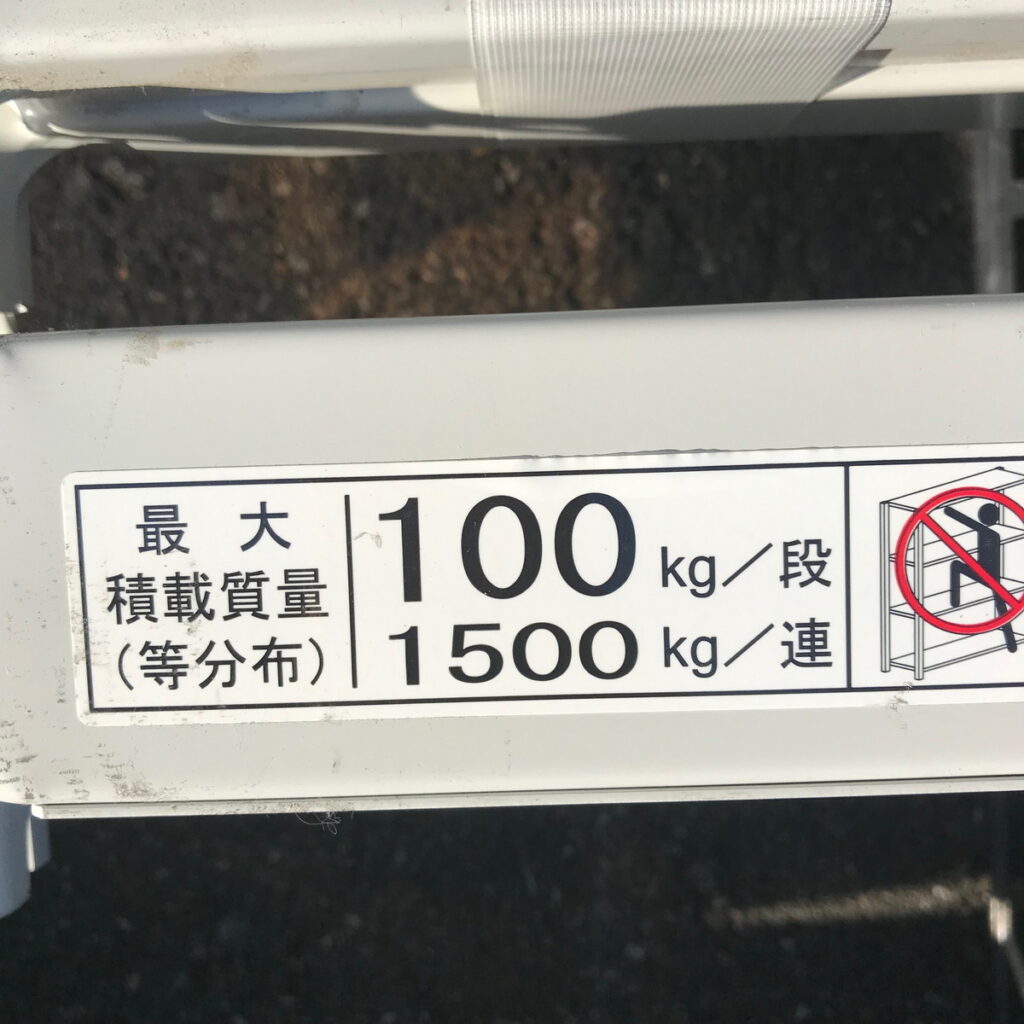 最 大
積載質量
(等分布)
100 kg/段
1500 kg/連